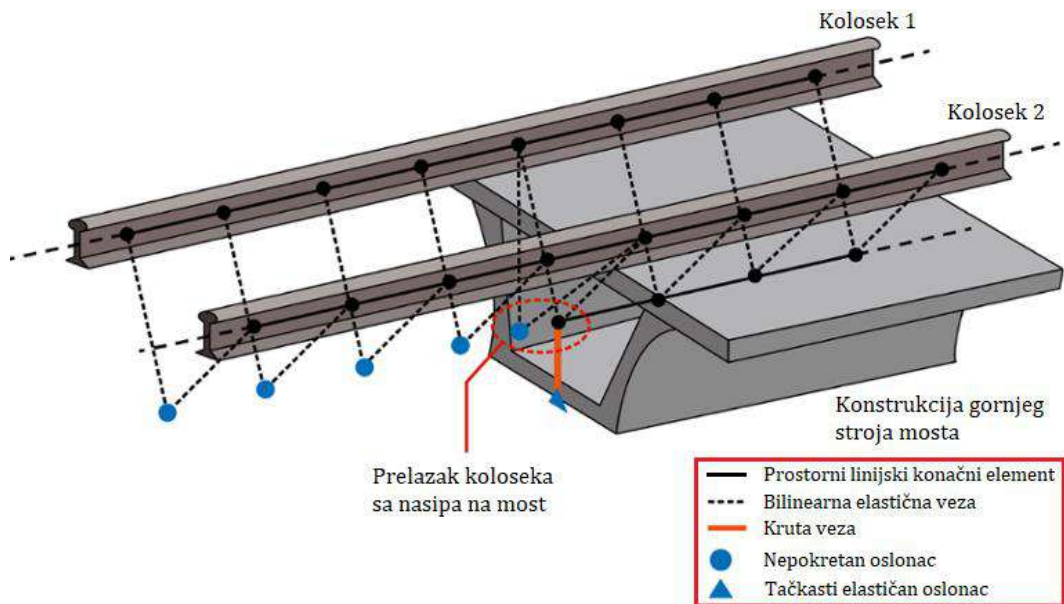 Kolosek 1
Kolosek 2
Konstrukcija gornjeg
stroja mosta
Prelazak koloseka
sa nasipa na most
Prostorni linijski konačni element
Bilinearna elastična veza
Kruta veza
Nepokretan oslonac
Tačkasti elastičan oslonac